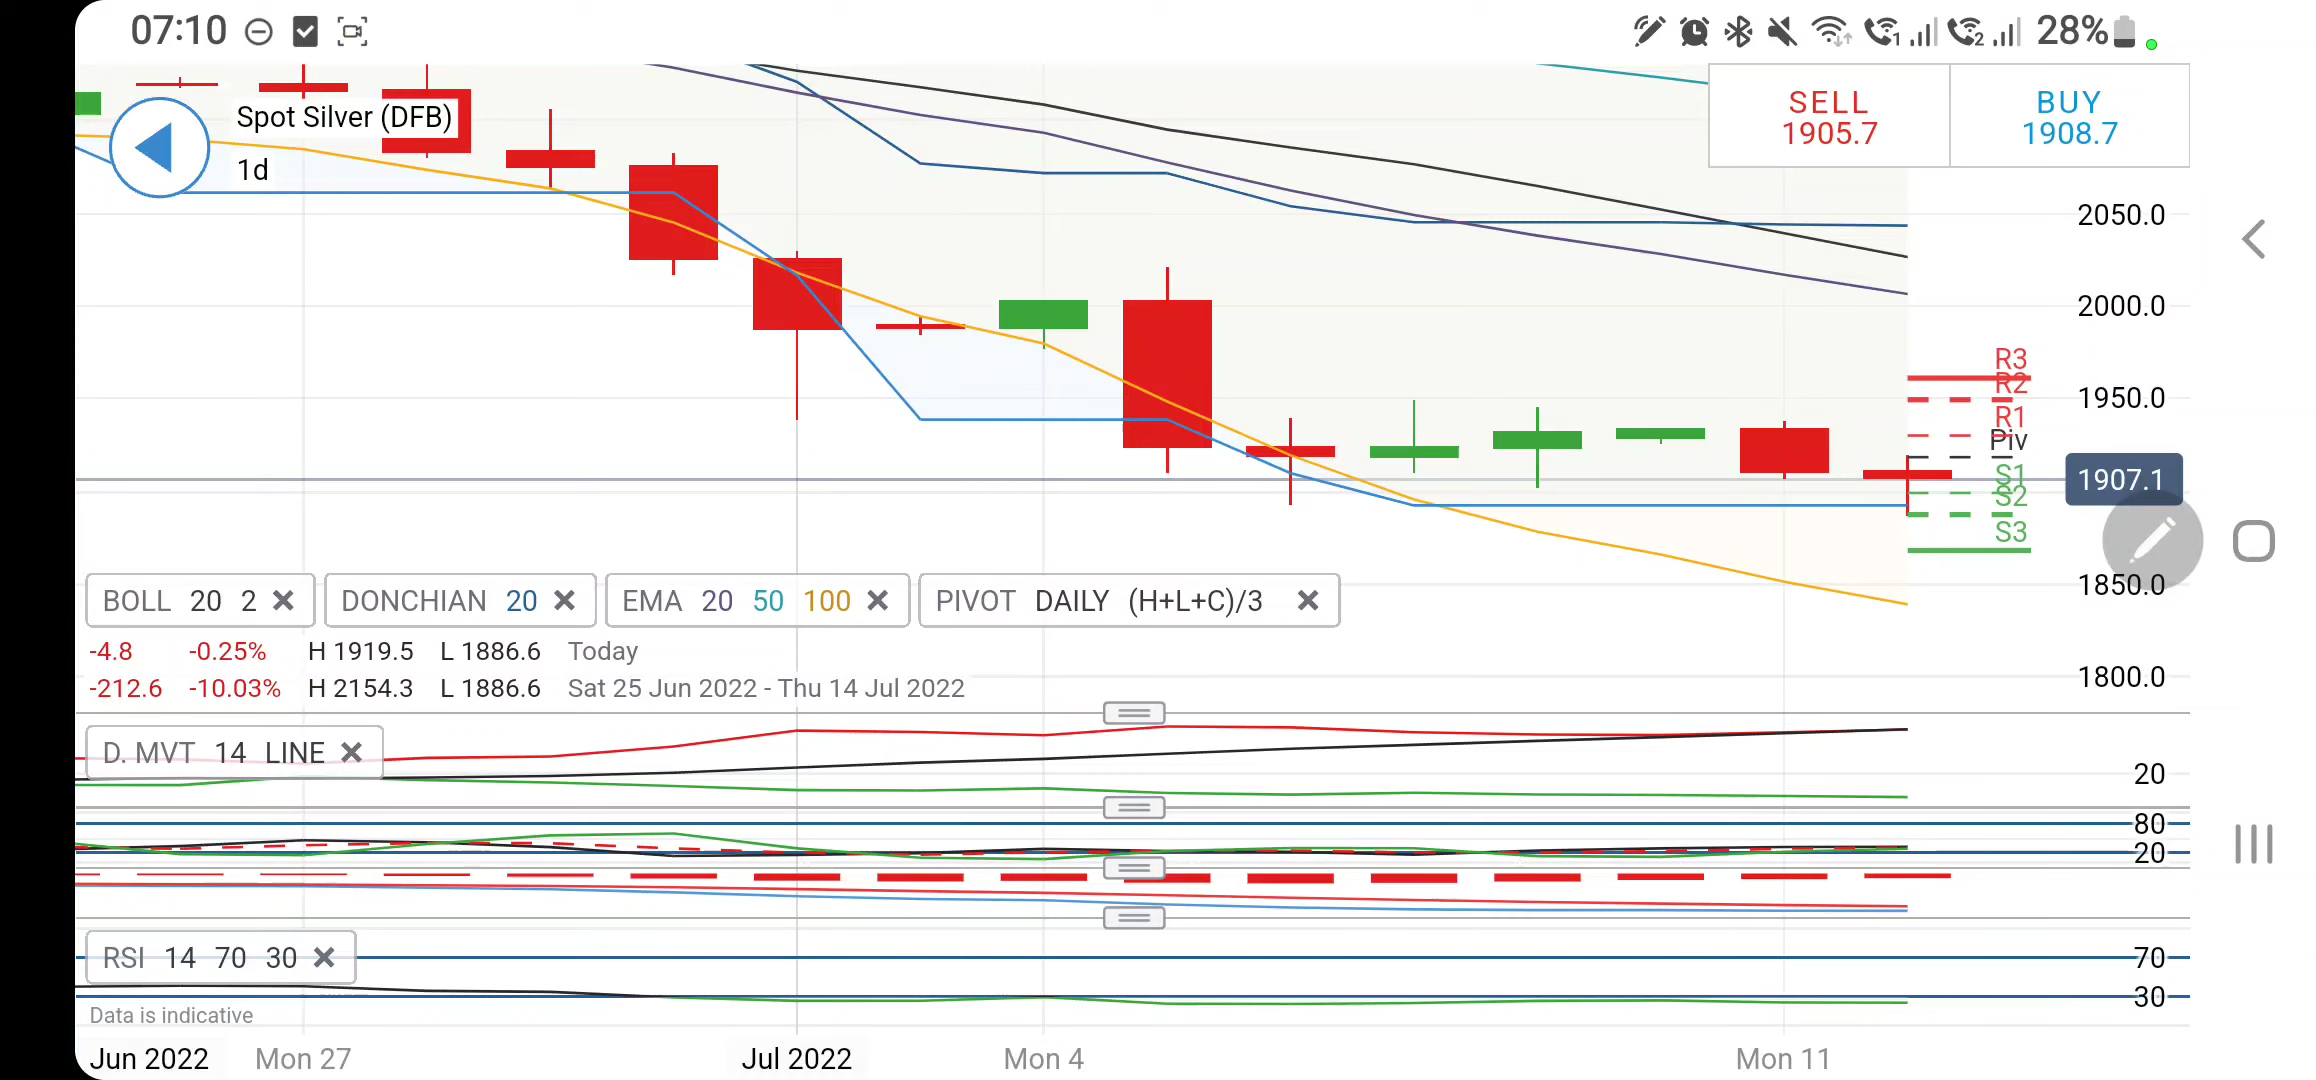 07:10
1 2 28%
Spot Silver (DFB)
1d
SELL
1905.7
BUY
1908.7
2050.0
2000.0
R3
R2
1950.0
R1
Piv
S1
1907.1
S2
S3
1850.0
BOLL 20 2
DONCHIAN 20
EMA 20 50 100
PIVOT DAILY (H+L+C)/3
-4.8 -0.25% H 1919.5 L 1886.6 Today
-212.6 -10.03% H 2154.3 L 1886.6 Sat 25 Jun 2022 - Thu 14 Jul 2022
1800.0
D. MVT 14 LINE
20
80
20
RSI 14 70 30
70
30
Data is indicative
Jun 2022 Mon 27 Jul 2022 Mon 4 Mon 11